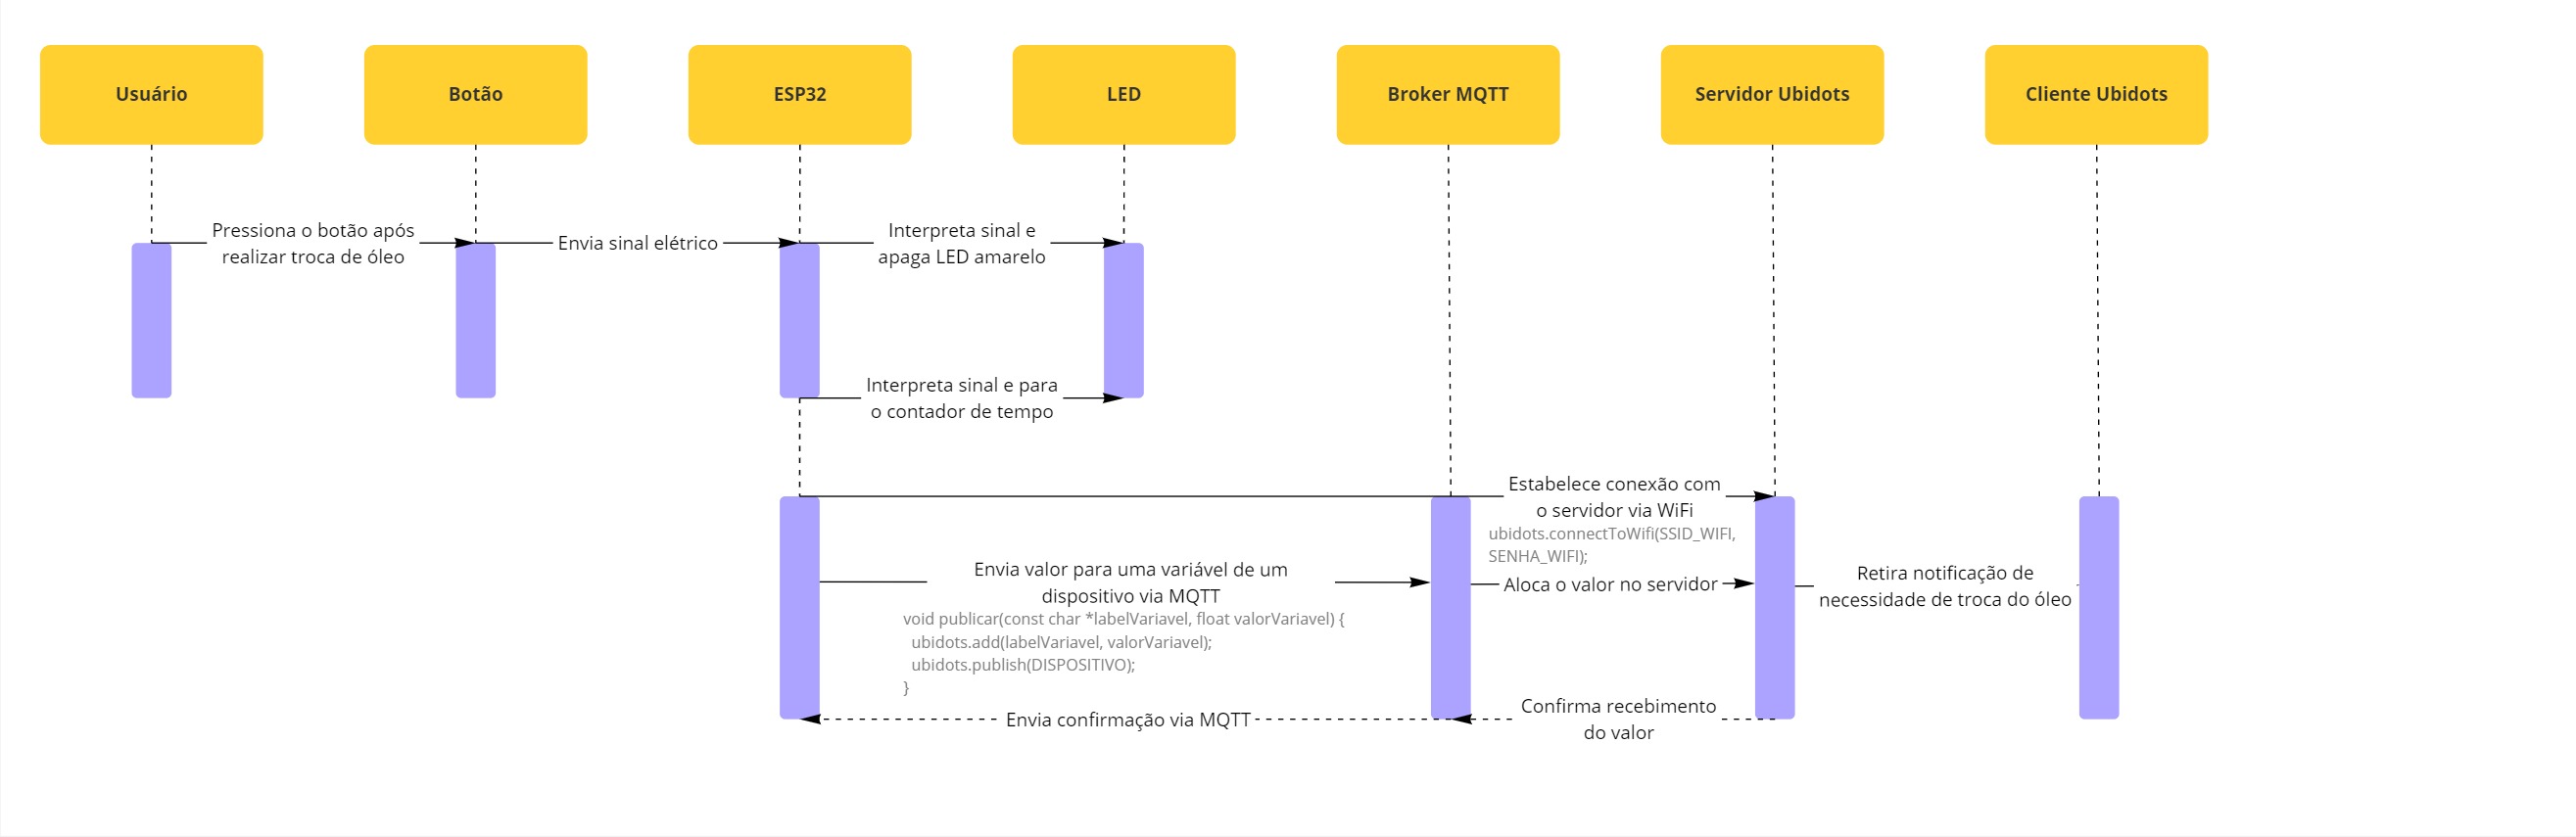 Usuário
Botão
ESP32
LED
Broker MQTT
Servidor Ubidots
Cliente Ubidots
Pressiona o botão após
realizar troca de óleo
Envia sinal elétrico
Interpreta sinal e
apaga LED amarelo
Interpreta sinal e para
o contador de tempo
Estabelece conexão com
o servidor via WiFi
ubidots.connectToWifi(SSID_WIFI,
SENHA_WIFI);
Envia valor para uma variável de um
dispositivo via MQTT
void publicar(const char *labelVariavel, float valorVariavel) {
ubidots.add(labelVariavel, valorVariavel);
ubidots.publish(DISPOSITIVO);
}
Aloca o valor no servidor
Retira notificação de
necessidade de troca do óleo
Confirma recebimento
do valor
Envia confirmação via MQTT